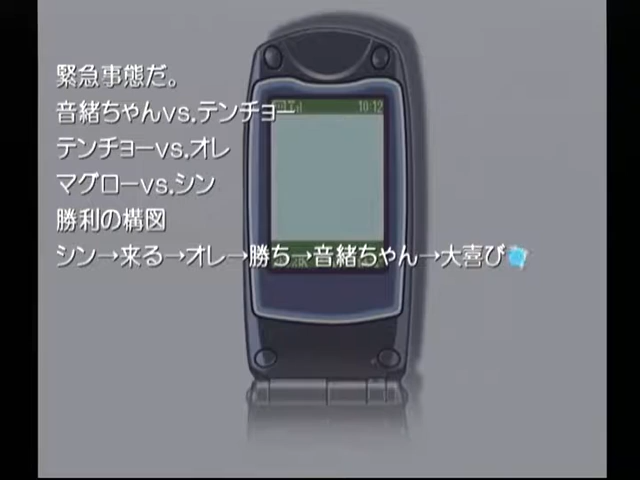 緊急事態だ。
音緒ちゃんvs.テンチョー
テンチョーvs.オレ
マグローvs.シン
勝利の構図
シン→来る→オレ→勝ち→音緒ちゃん→大喜び
10:12